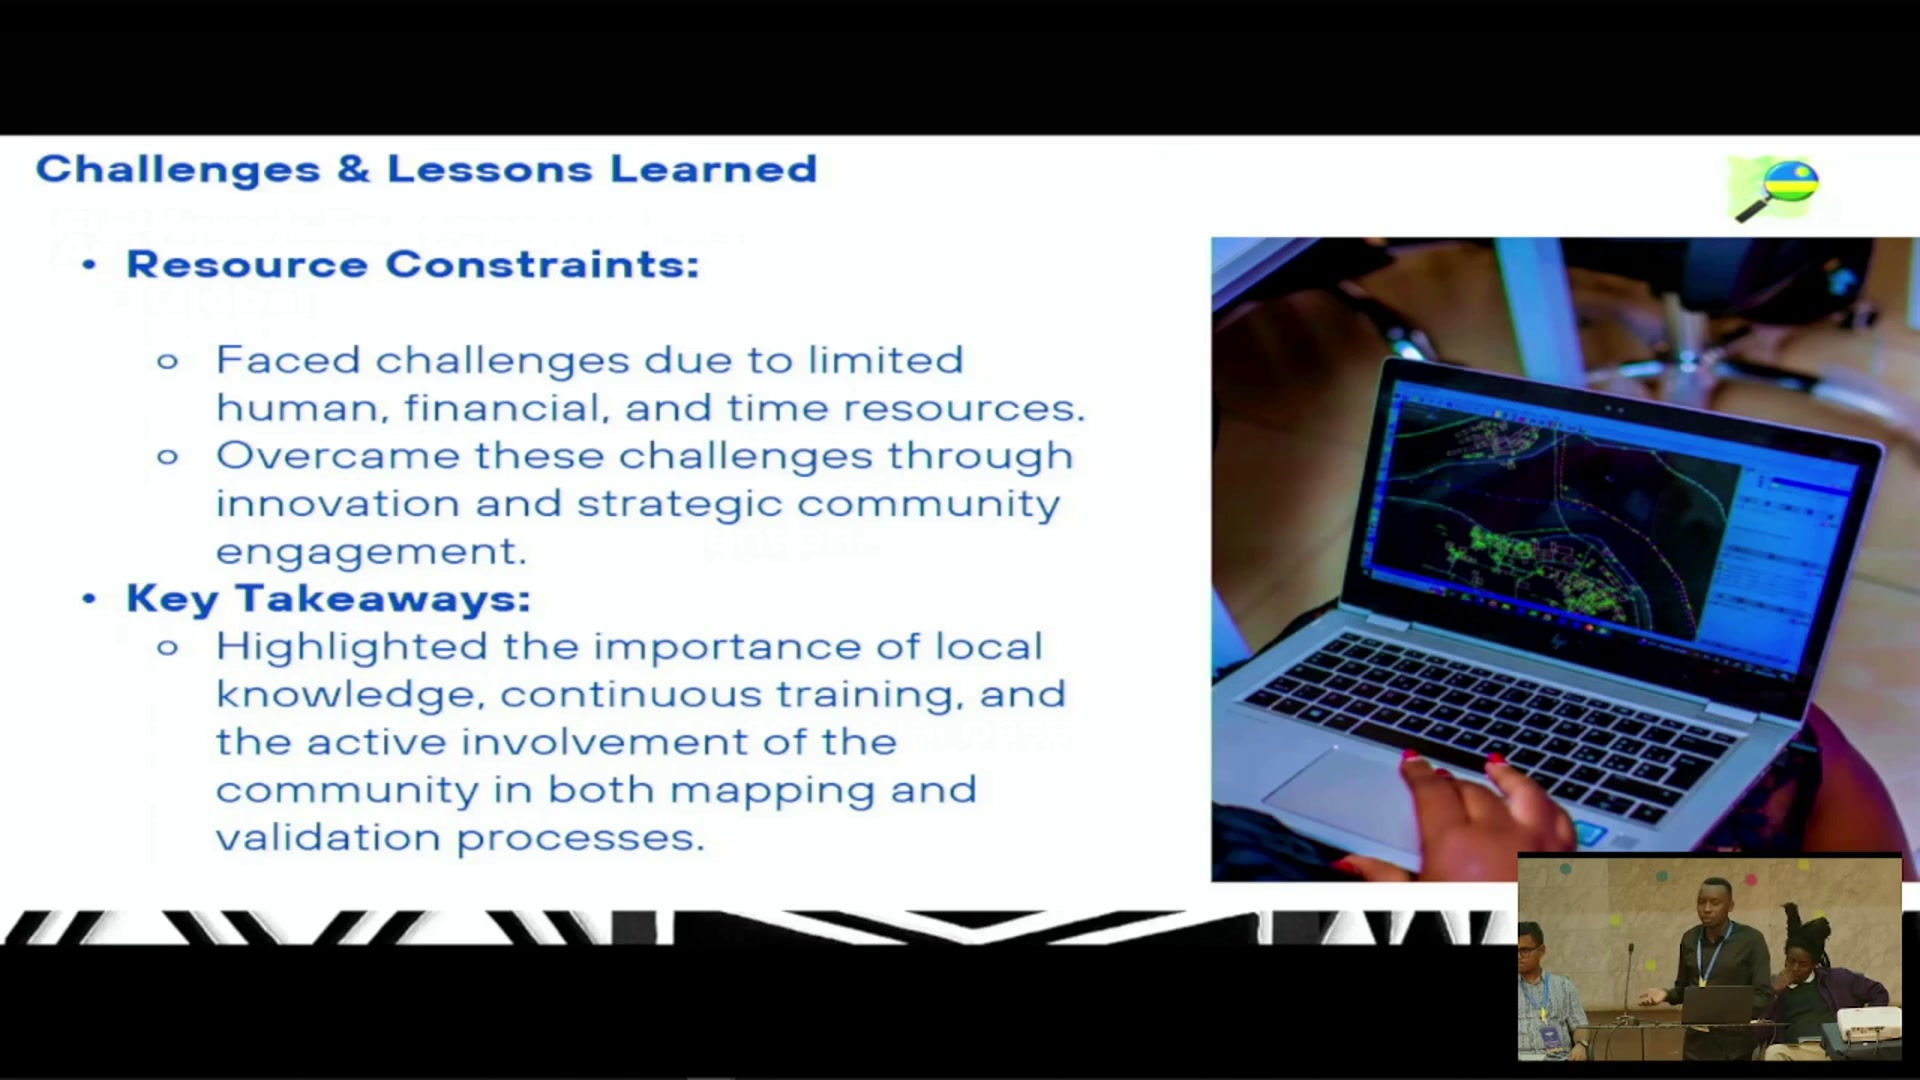 Challenges & Lessons Learned
• Resource Constraints:
o Faced challenges due to limited
human, financial, and time resources.
o Overcame these challenges through
innovation and strategic community
engagement.
• Key Takeaways:
o Highlighted the importance of local
knowledge, continuous training, and
the active involvement of the
community in both mapping and
validation processes.